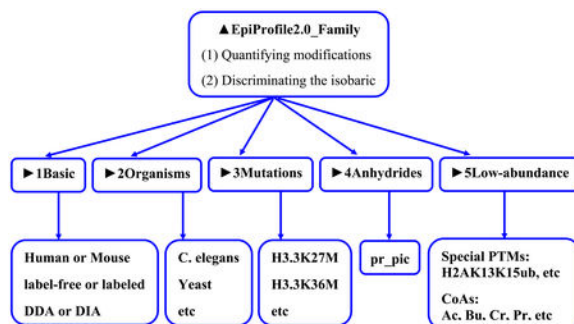 ▲EpiProfile2.0_Family
(1) Quantifying modifications
(2) Discriminating the isobaric
►1Basic
►2Organisms
►3Mutations
►4Anhydrides
►5Low-abundance
Human or Mouse
label-free or labeled
DDA or DIA
C. elegans
Yeast
etc
H3.3K27M
H3.3K36M
etc
pr_pic
Special PTMs:
H2AK13K15ub, etc
CoAs:
Ac, Bu, Cr, Pr, etc